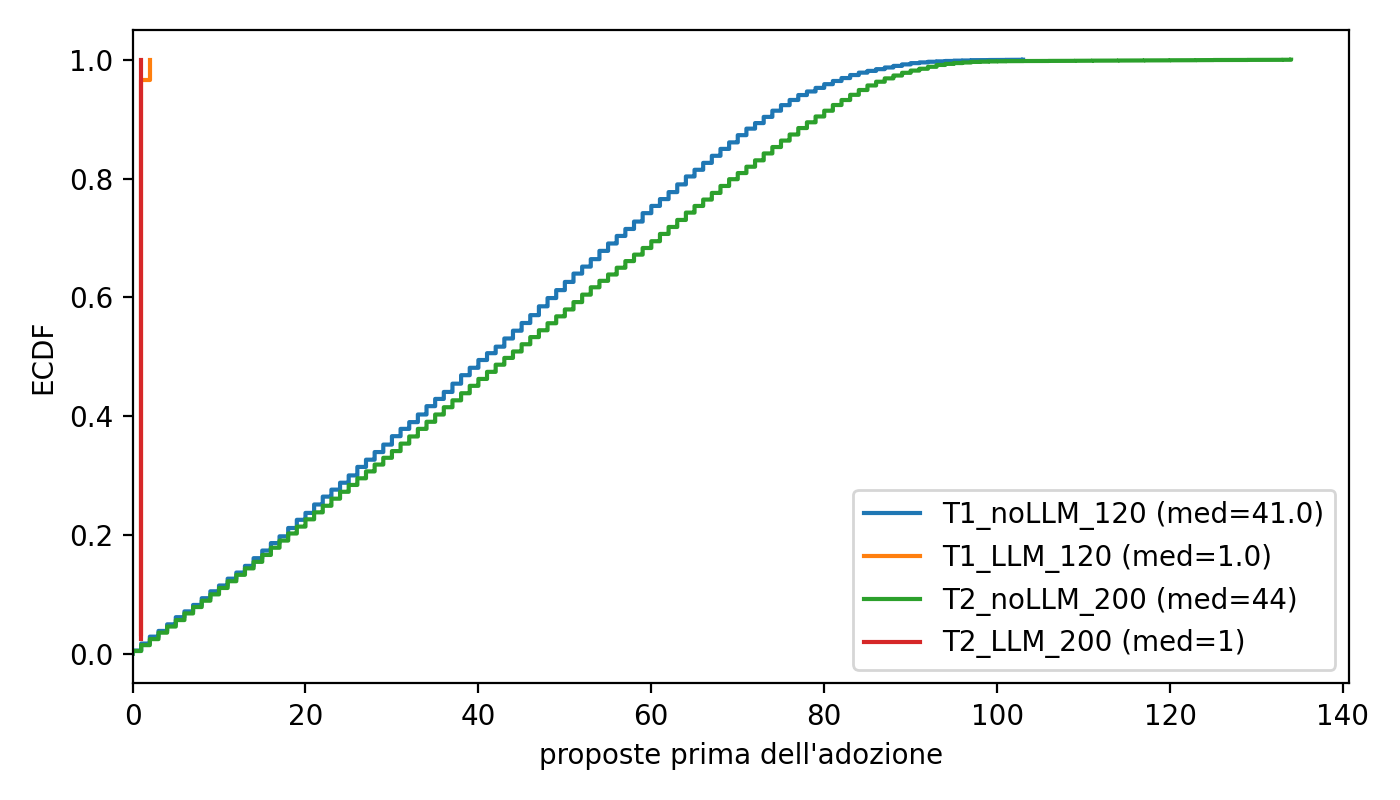 1.0
0.8
0.6
0.4
0.2
0.0
ECDF
T1_noLLM_120 (med=41.0)
T1_LLM_120 (med=1.0)
T2_noLLM_200 (med=44)
T2_LLM_200 (med=1)
0 20 40 60 80 100 120 140
proposte prima dell'adozione